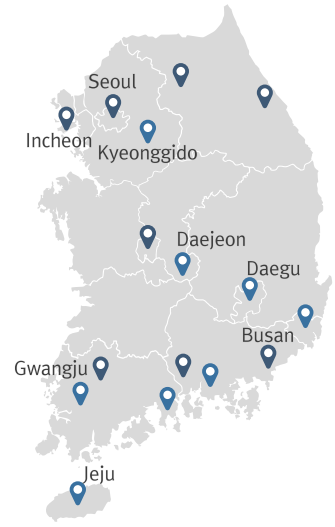 Seoul
Incheon
Kyeonggido
Daejeon
Daegu
Busan
Gwangju
Jeju